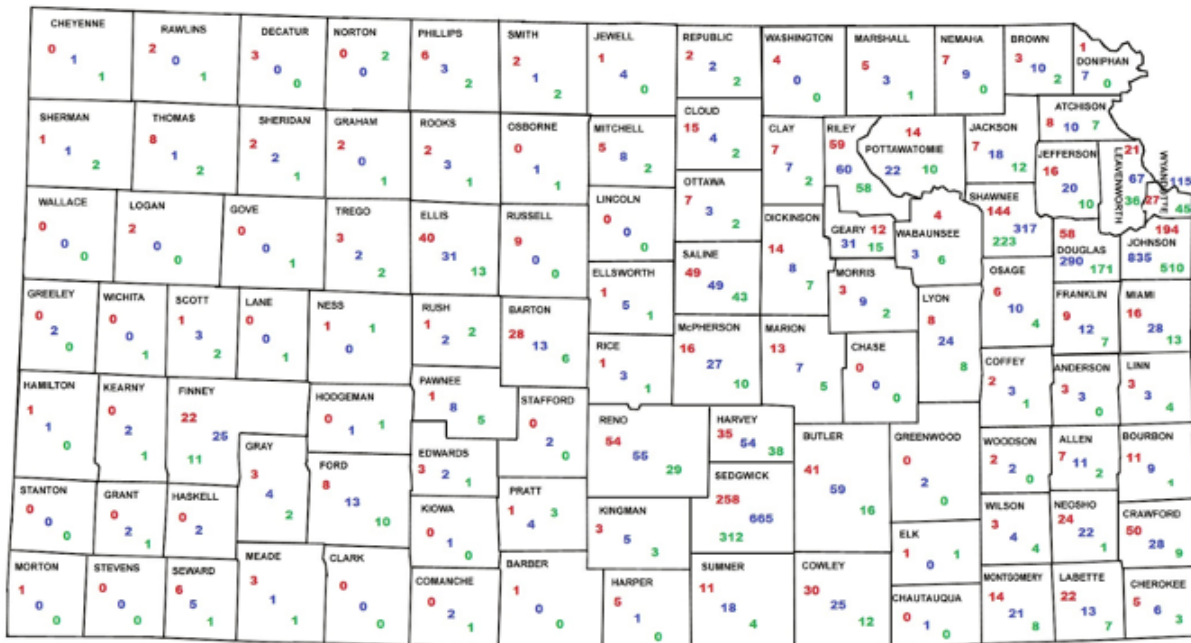 CHEYENNE
0
1
1
RAWLINS
2
0
1
DECATUR
3
0
0
NORTON
0
2
0
PHILLIPS
6
3
2
SMITH
2
1
2
JEWELL
1
4
0
REPUBLIC
2
2
2
WASHINGTON
4
0
0
MARSHALL
5
3
1
NEMAHA
7
9
0
BROWN
3
10
2
1
DONIPHAN
7
0
SHERMAN
1
1
2
THOMAS
8
1
2
SHERIDAN
2
2
1
GRAHAM
2
0
1
ROOKS
2
3
1
OSBORNE
0
1
1
MITCHELL
5
8
2
CLOUD
15
4
2
CLAY
7
7
2
RILEY
59
60
58
14
POTTAWATOMIE
22
10
JACKSON
7
18
12
ATCHISON
8
10
7
JEFFERSON
16
20
10
LEAVENWORTH
21
67
36
WYANDOTTE
115
27
45
WALLACE
0
0
0
LOGAN
2
0
0
GOVE
0
0
1
TREGO
3
2
2
ELLIS
40
31
13
RUSSELL
9
0
0
LINCOLN
0
0
0
OTTAWA
7
3
2
SALINE
49
49
43
DICKINSON
14
8
7
GEARY
12
31
15
4
WABAUNSEE
3
6
SHAWNEE
144
317
223
58
DOUGLAS
290
171
194
JOHNSON
835
510
GREELEY
0
2
0
WICHITA
0
0
1
SCOTT
1
3
2
LANE
0
0
1
NESS
1
1
0
RUSH
1
2
2
BARTON
28
13
6
ELLSWORTH
1
5
1
RICE
1
3
1
McPHERSON
16
27
10
MARION
13
7
5
MORRIS
3
9
2
CHASE
0
0
0
LYON
8
24
8
OSAGE
6
10
4
FRANKLIN
9
12
7
MIAMI
16
28
13
HAMILTON
1
1
0
KEARNY
0
2
1
FINNEY
22
25
11
HODGEMAN
0
1
1
PAWNEE
1
8
5
STAFFORD
0
2
0
RENO
54
55
29
HARVEY
35
54
38
BUTLER
41
59
16
GREENWOOD
0
2
0
COFFEY
2
3
1
ANDERSON
3
3
0
LINN
3
3
4
GRAY
3
4
2
FORD
8
13
10
EDWARDS
3
2
1
PRATT
1
3
4
KINGMAN
3
5
3
SEDGWICK
258
665
312
WOODSON
2
2
0
ALLEN
7
11
2
BOURBON
11
9
1
STANTON
0
0
0
GRANT
0
2
1
HASKELL
0
2
KIOWA
0
1
0
ELK
1
1
0
WILSON
3
4
4
NEOSHO
24
22
1
CRAWFORD
50
28
9
MORTON
1
0
0
STEVENS
0
0
0
SEWARD
6
5
1
MEADE
3
1
1
CLARK
0
0
0
COMANCHE
0
2
1
BARBER
1
0
0
HARPER
5
1
0
SUMNER
11
18
4
COWLEY
30
25
12
CHAUTAUQUA
0
1
0
MONTGOMERY
14
21
8
LABETTE
22
13
7
CHEROKEE
5
6
3